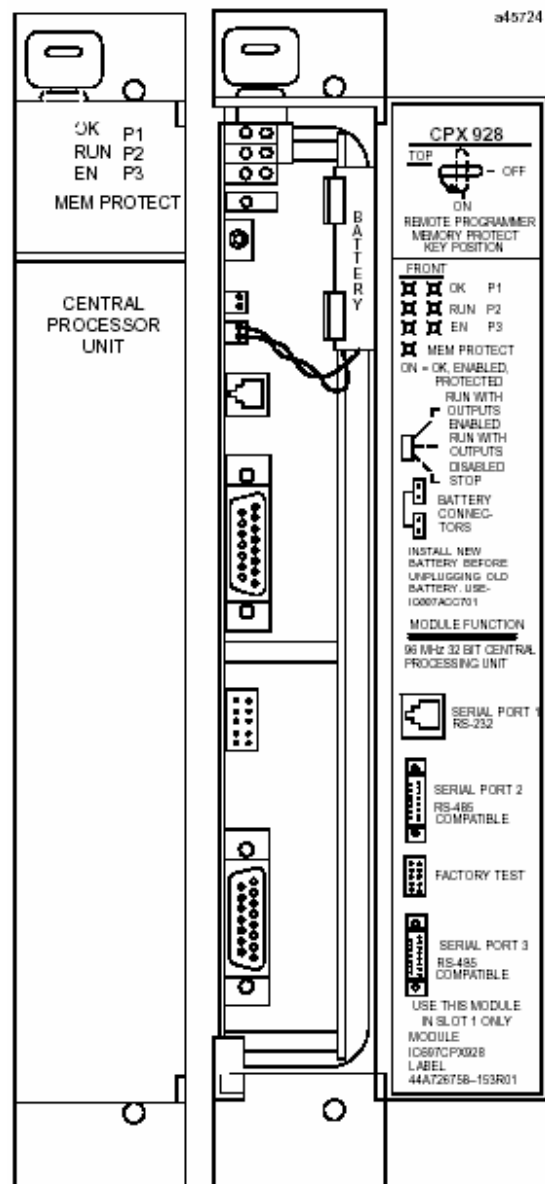 a45724
OK P1
RUN P2
EN P3
MEM PROTECT
CENTRAL
PROCESSOR
UNIT
BATTERY
CPX 928
TOP
OFF
ON
REMOTE PROGRAMMER
MEMORY PROTECT
KEY POSITION
FRONT
OK P1
RUN P2
EN P3
MEM PROTECT
ON = OK, ENABLED,
PROTECTED
RUN WITH
OUTPUTS
ENABLED
RUN WITH
OUTPUTS
DISABLED
STOP
BATTERY
CONNEC-
TORS
INSTALL NEW
BATTERY BEFORE
UNPLUGGING OLD
BATTERY. USE-
IC697ACC701
MODULE FUNCTION
96 MHz 32 BIT CENTRAL
PROCESSING UNIT
SERIAL PORT 1
RS-232
SERIAL PORT 2
RS-485
COMPATIBLE
FACTORY TEST
SERIAL PORT 3
RS-485
COMPATIBLE
USE THIS MODULE
IN SLOT 1 ONLY
MODULE
IC697CPX928
LABEL
44A726758-153R01